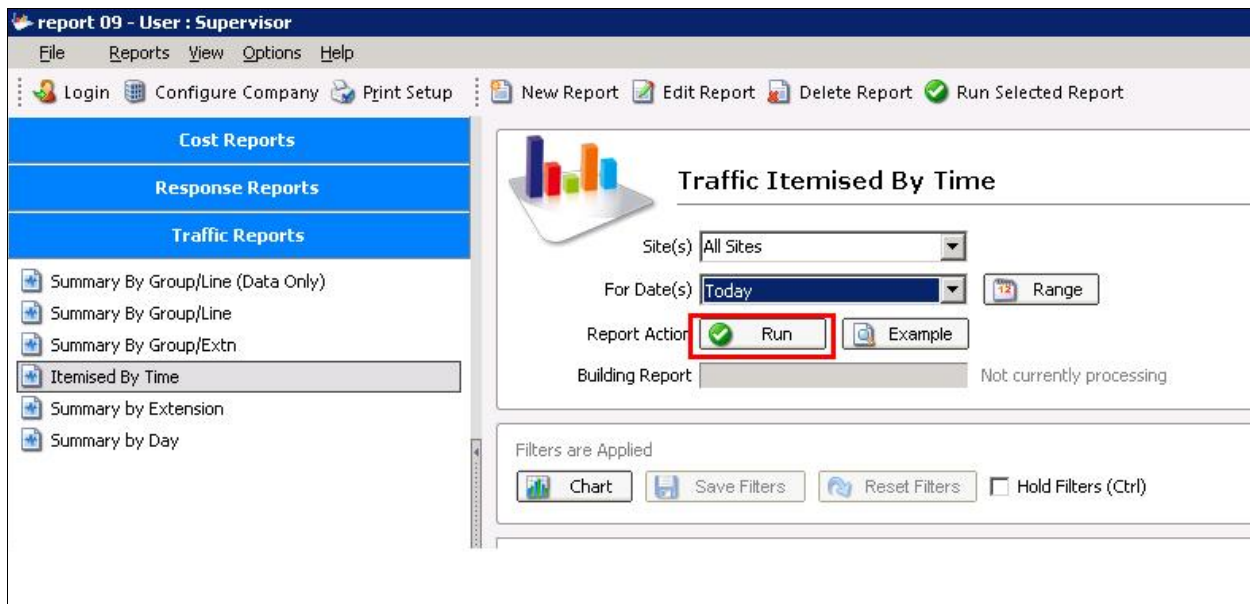 report 09 - User : Supervisor
File Reports View Options Help
Login Configure Company Print Setup New Report Edit Report Delete Report Run Selected Report
Cost Reports
Response Reports
Traffic Reports
Summary By Group/Line (Data Only)
Summary By Group/Line
Summary By Group/Extn
Itemised By Time
Summary by Extension
Summary by Day
Traffic Itemised By Time
Site(s) All Sites
For Date(s) Today 12 Range
Report Action Run Example
Building Report Not currently processing
Filters are Applied
Chart Save Filters Reset Filters Hold Filters (Ctrl)